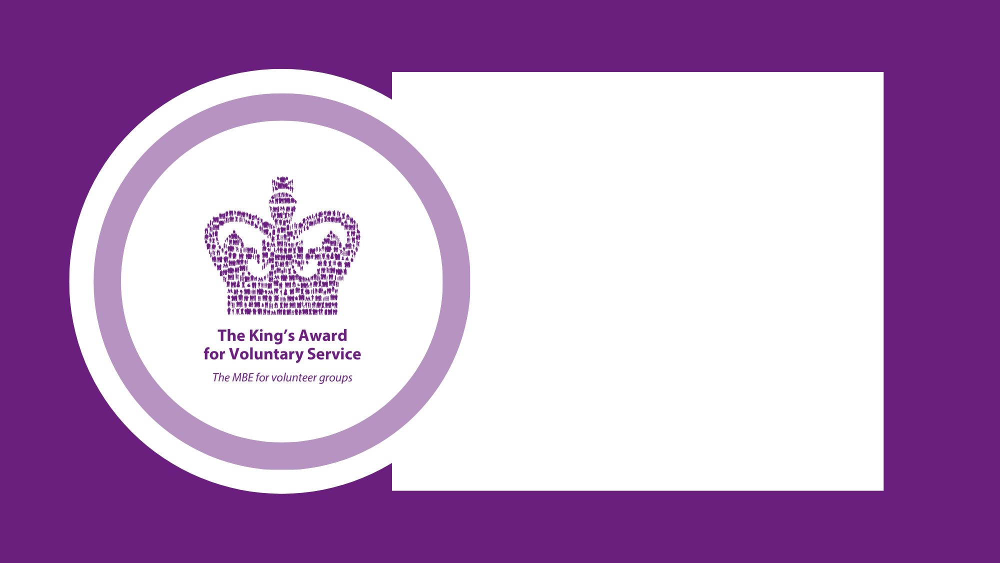 The King’s Award
for Voluntary Service
The MBE for volunteer groups